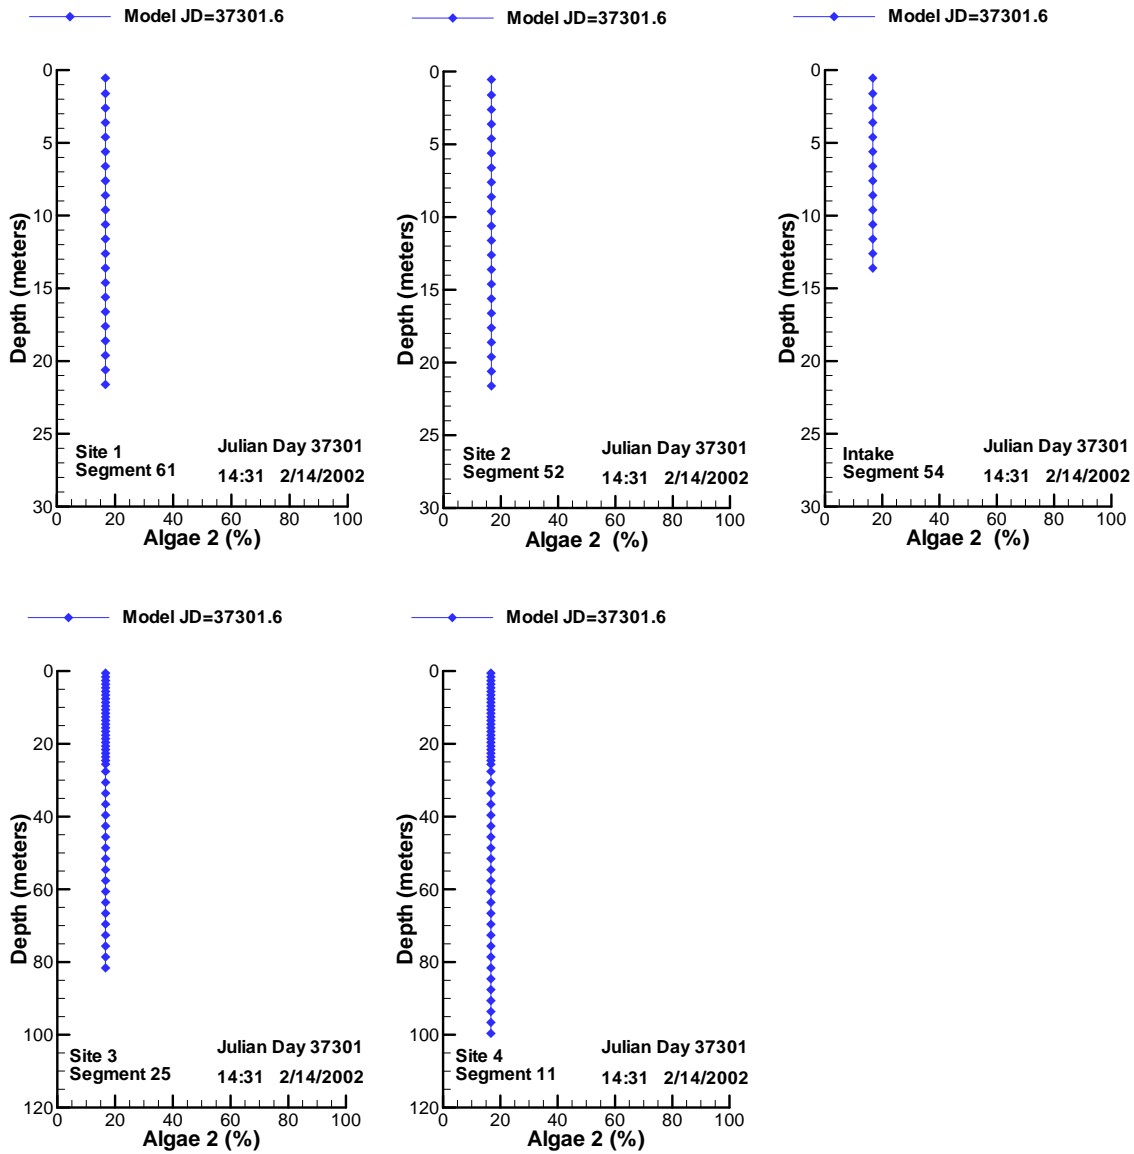 Model JD=37301.6
0
5
10
15
20
25
30
Depth (meters)
Site 1
Segment 61
Julian Day 37301
14:31 2/14/2002
0 20 40 60 80 100
Algae 2 (%)
Model JD=37301.6
0
5
10
15
20
25
30
Depth (meters)
Site 2
Segment 52
Julian Day 37301
14:31 2/14/2002
0 20 40 60 80 100
Algae 2 (%)
Model JD=37301.6
0
5
10
15
20
25
30
Depth (meters)
Intake
Segment 54
Julian Day 37301
14:31 2/14/2002
0 20 40 60 80 100
Algae 2 (%)
Model JD=37301.6
0
20
40
60
80
100
120
Depth (meters)
Site 3
Segment 25
Julian Day 37301
14:31 2/14/2002
0 20 40 60 80 100
Algae 2 (%)
Model JD=37301.6
0
20
40
60
80
100
120
Depth (meters)
Site 4
Segment 11
Julian Day 37301
14:31 2/14/2002
0 20 40 60 80 100
Algae 2 (%)